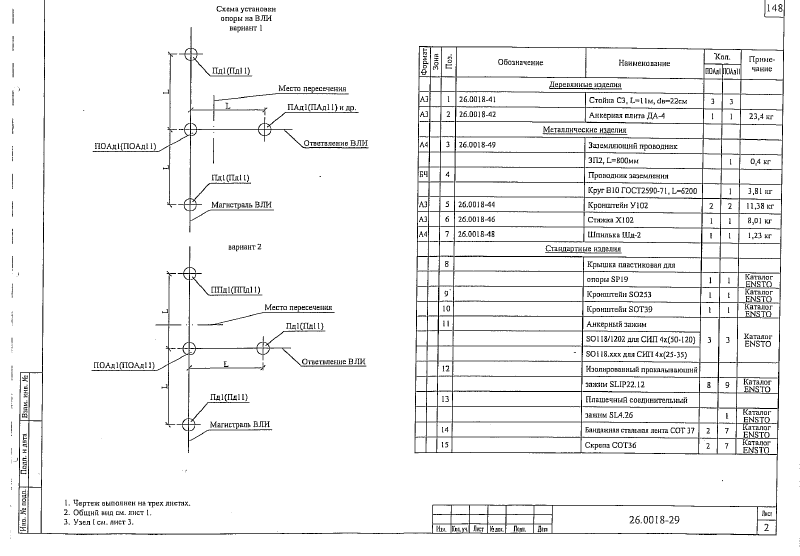 148
Схема установки
опоры на ВЛИ
вариант 1
Пд1(Пд11)
Место пересечения
L
ПАд1(ПАд11) и др.
ПОАд1(ПОАд11)
Ответвление ВЛИ
L
L
Пд1(Пд11)
Магистраль ВЛИ
вариант 2
ППд1(ППд11)
L
Место пересечения
Пд1(Пд11)
Ответвление ВЛИ
ПОАд1(ПОАд11)
L
L
Пд1(Пд11)
Магистраль ВЛИ
1. Чертеж выполнен на трех листах.
2. Общий вид см. лист 1.
3. Узел I см. лист 3.
Формат Зона Поз. Обозначение Наименование Кол. ПОАд1 ПОАд11 Приме-
чание
Деревянные изделия
А3 1 26.0018-41 Стойка С3, L=11м, dв=22см 3 3
А3 2 26.0018-42 Анкерная плита ДА-4 1 1 23,4 кг
Металлические изделия
А4 3 26.0018-49 Заземляющий проводник
ЗП2, L=800мм 1 0,4 кг
БЧ 4 Проводник заземления
Круг В10 ГОСТ2590-71, L=6200 1 3,81 кг
А3 5 26.0018-44 Кронштейн У102 2 2 11,38 кг
А3 6 26.0018-46 Стяжка Х102 1 1 8,01 кг
А4 7 26.0018-48 Шпилька Шд-2 1 1 1,23 кг
Стандартные изделия
8 Крышка пластиковая для
опоры SP19 1 1 Каталог ENSTO
9 Кронштейн SO253 1 1 Каталог ENSTO
10 Кронштейн SOT39 1 1 Каталог ENSTO
11 Анкерный зажим
SO118/1202 для СИП 4х(50-120) 3 3 Каталог ENSTO
SO118.xxx для СИП 4х(25-35)
12 Изолированный прокалывающий
зажим SLIP22.12 8 9 Каталог ENSTO
13 Плашечный соединительный
зажим SL4.26 1 Каталог ENSTO
14 Бандажная стальная лента COT 37 2 7 Каталог ENSTO
15 Скрепа COT36 2 7 Каталог ENSTO
Взам. инв. №
Подп. и дата
Инв. № подл.
Изм. Кол.уч. Лист №док. Подп. Дата
26.0018-29
Лист
2